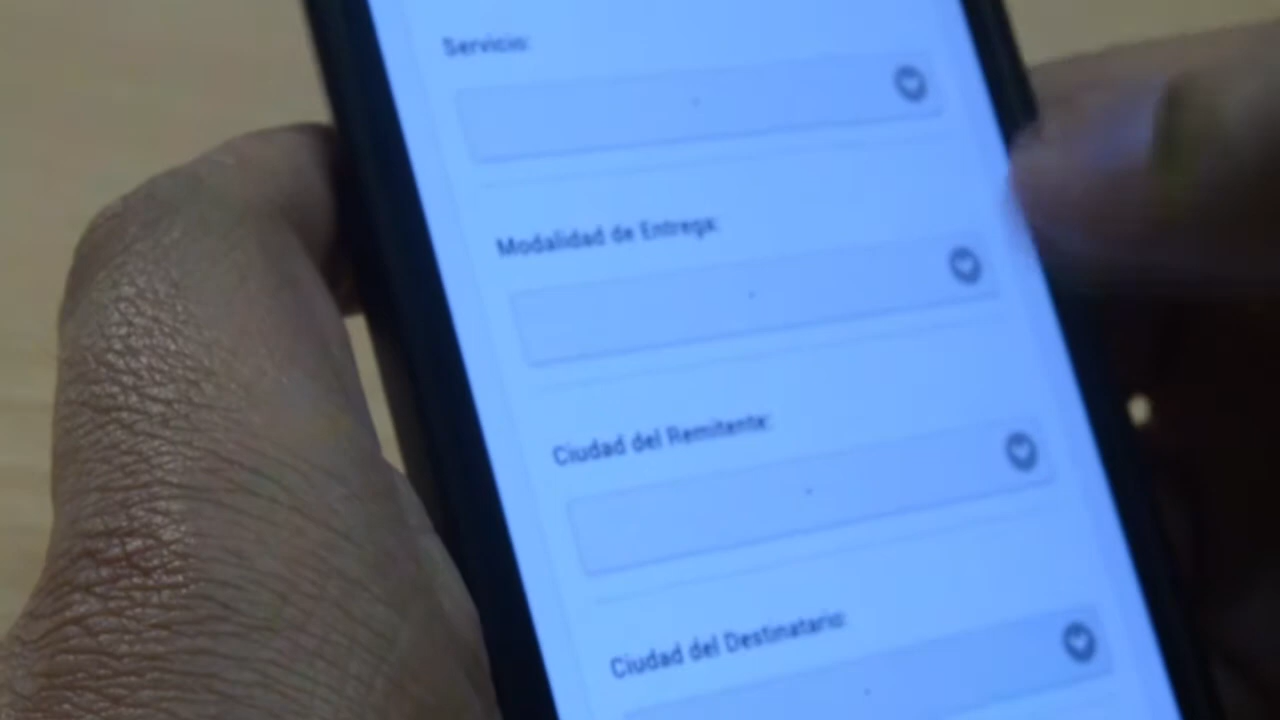 Servicio:
Modalidad de Entrega:
Ciudad del Remitente:
Ciudad del Destinatario: